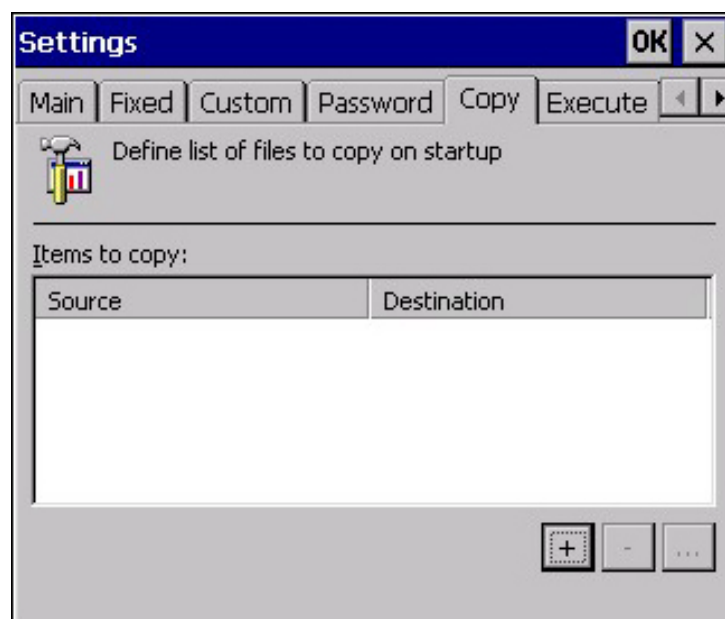 Settings OK ×
Main Fixed Custom Password Copy Execute
Define list of files to copy on startup
Items to copy:
Source Destination
+ - ...